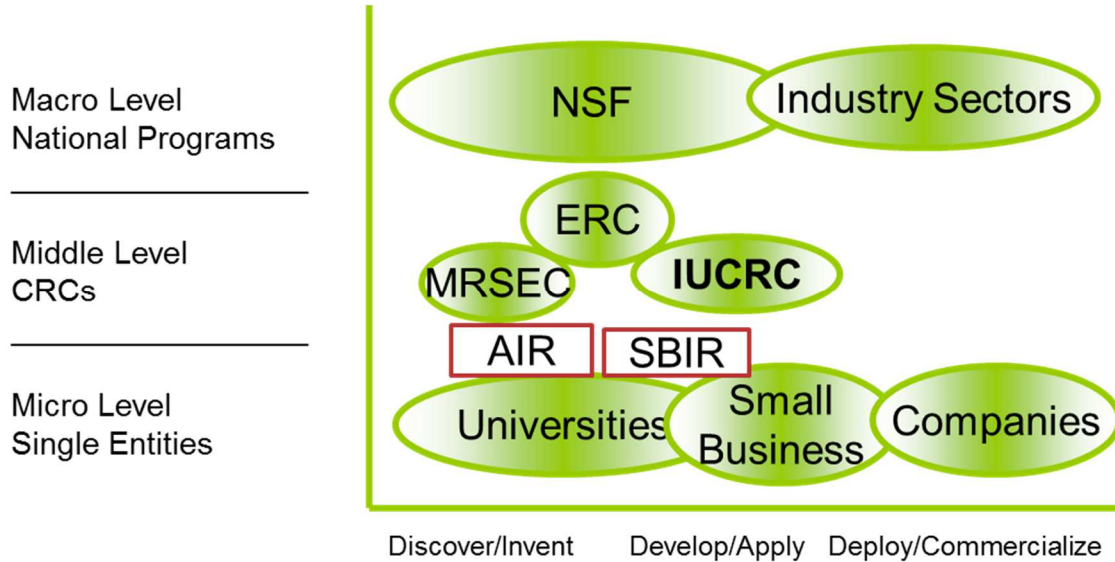 Macro Level
National Programs
NSF
Industry Sectors
Middle Level
CRCs
ERC
MRSEC
IUCRC
AIR
SBIR
Micro Level
Single Entities
Universities
Small
Business
Companies
Discover/Invent
Develop/Apply
Deploy/Commercialize